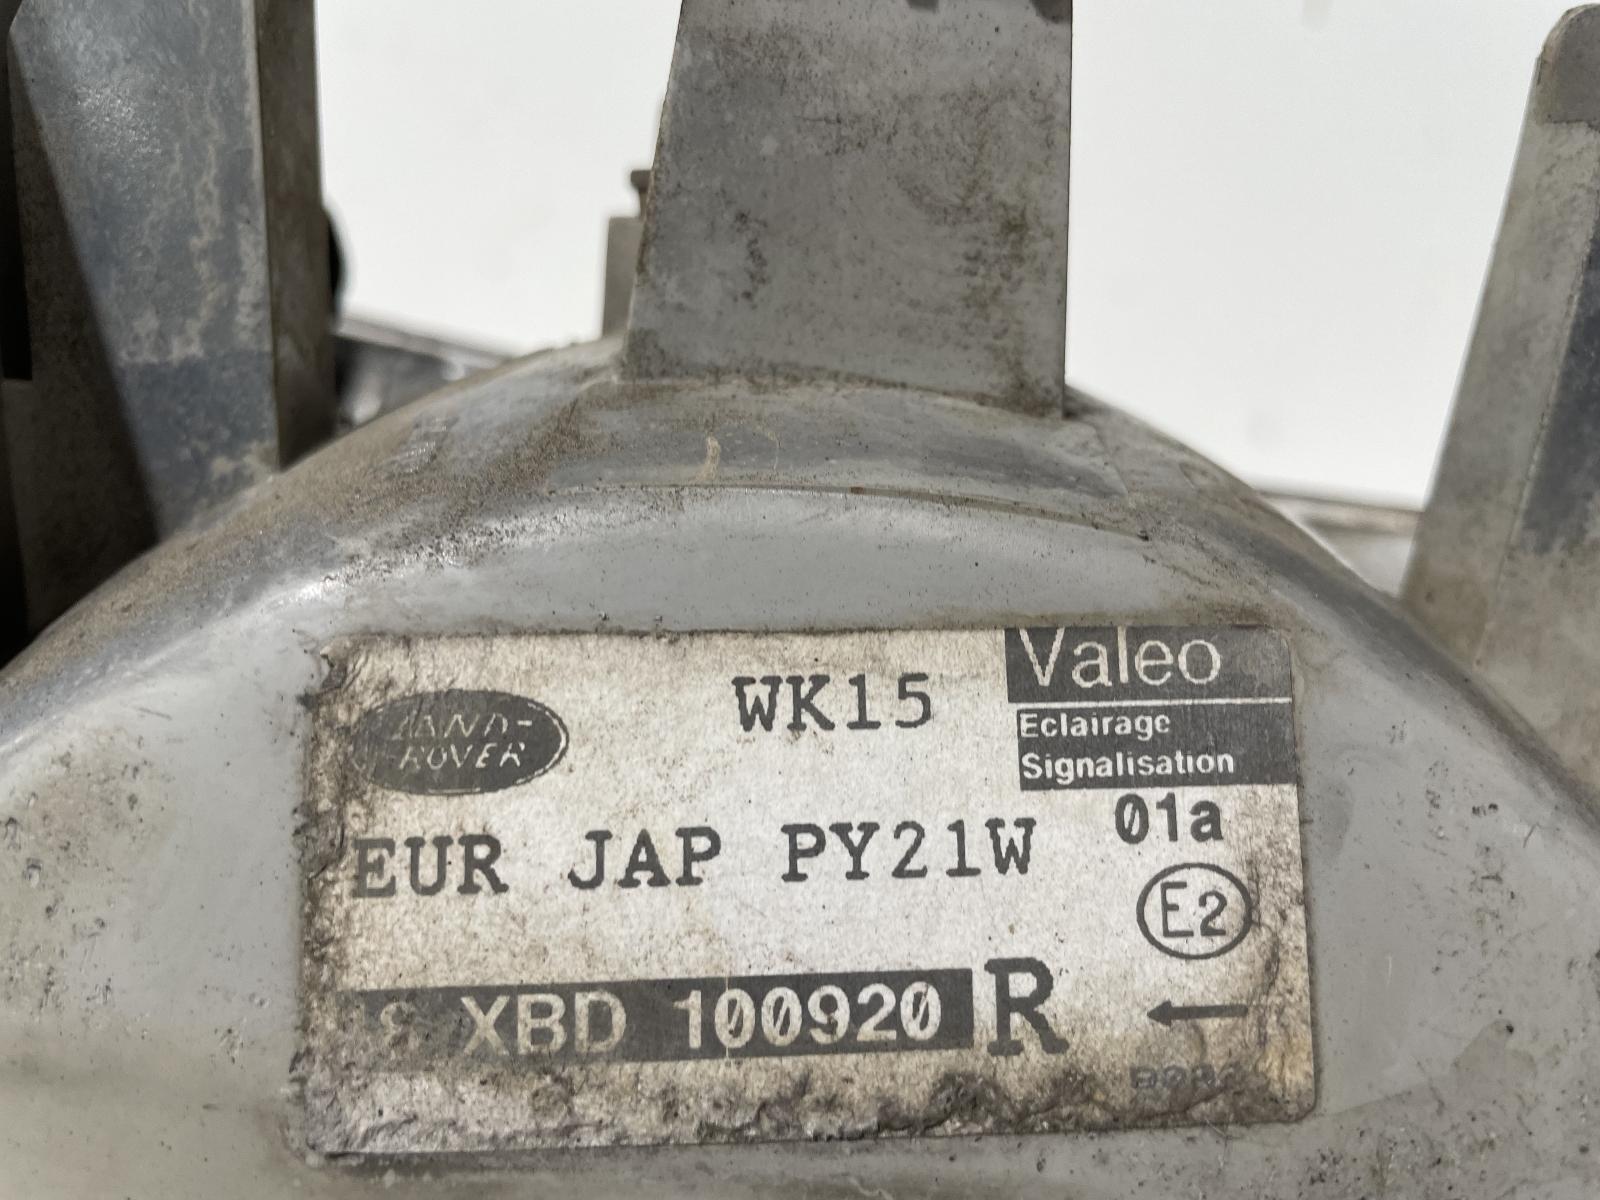 LAND-
ROVER
WK15
Valeo
Eclairage
Signalisation
EUR JAP PY21W
01a
E2
XBD 100920 R